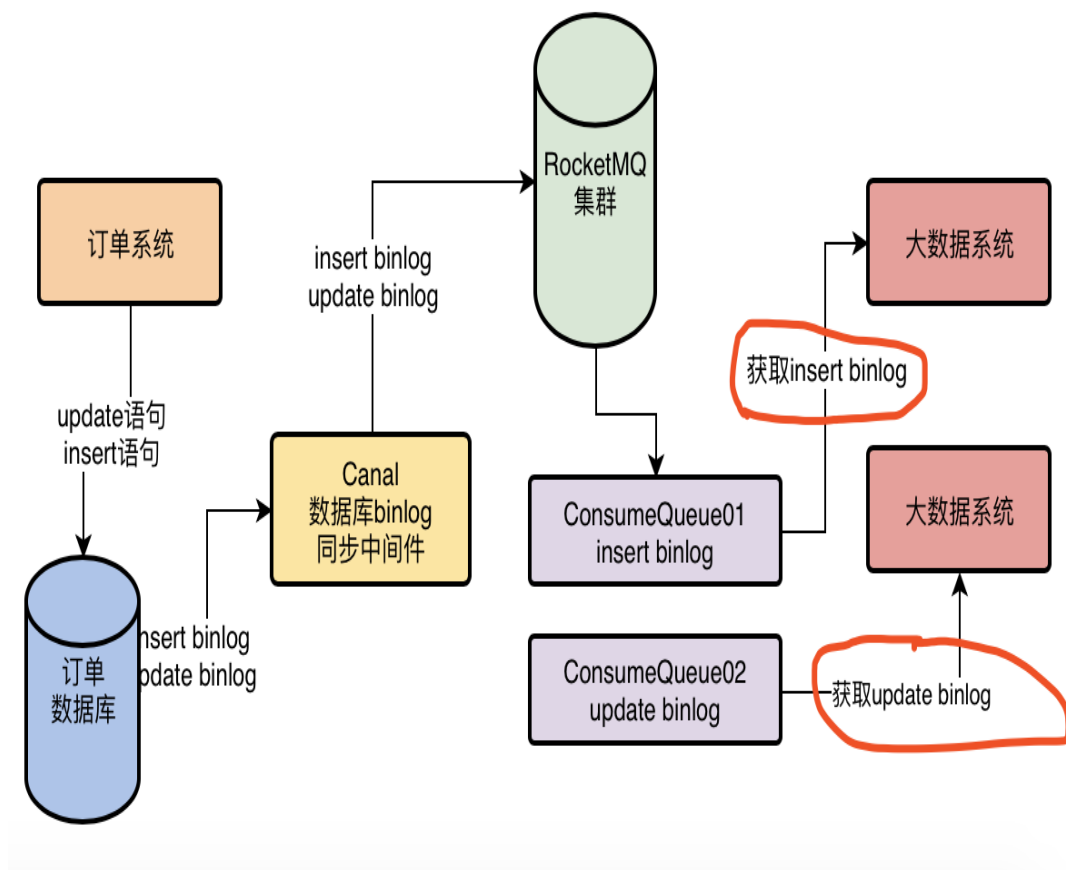 RocketMQ
集群
订单系统
大数据系统
insert binlog
update binlog
获取insert binlog
update语句
insert语句
Canal
数据库binlog
同步中间件
ConsumeQueue01
insert binlog
大数据系统
nsert binlog
pdate binlog
订单
数据库
ConsumeQueue02
update binlog
获取update binlog